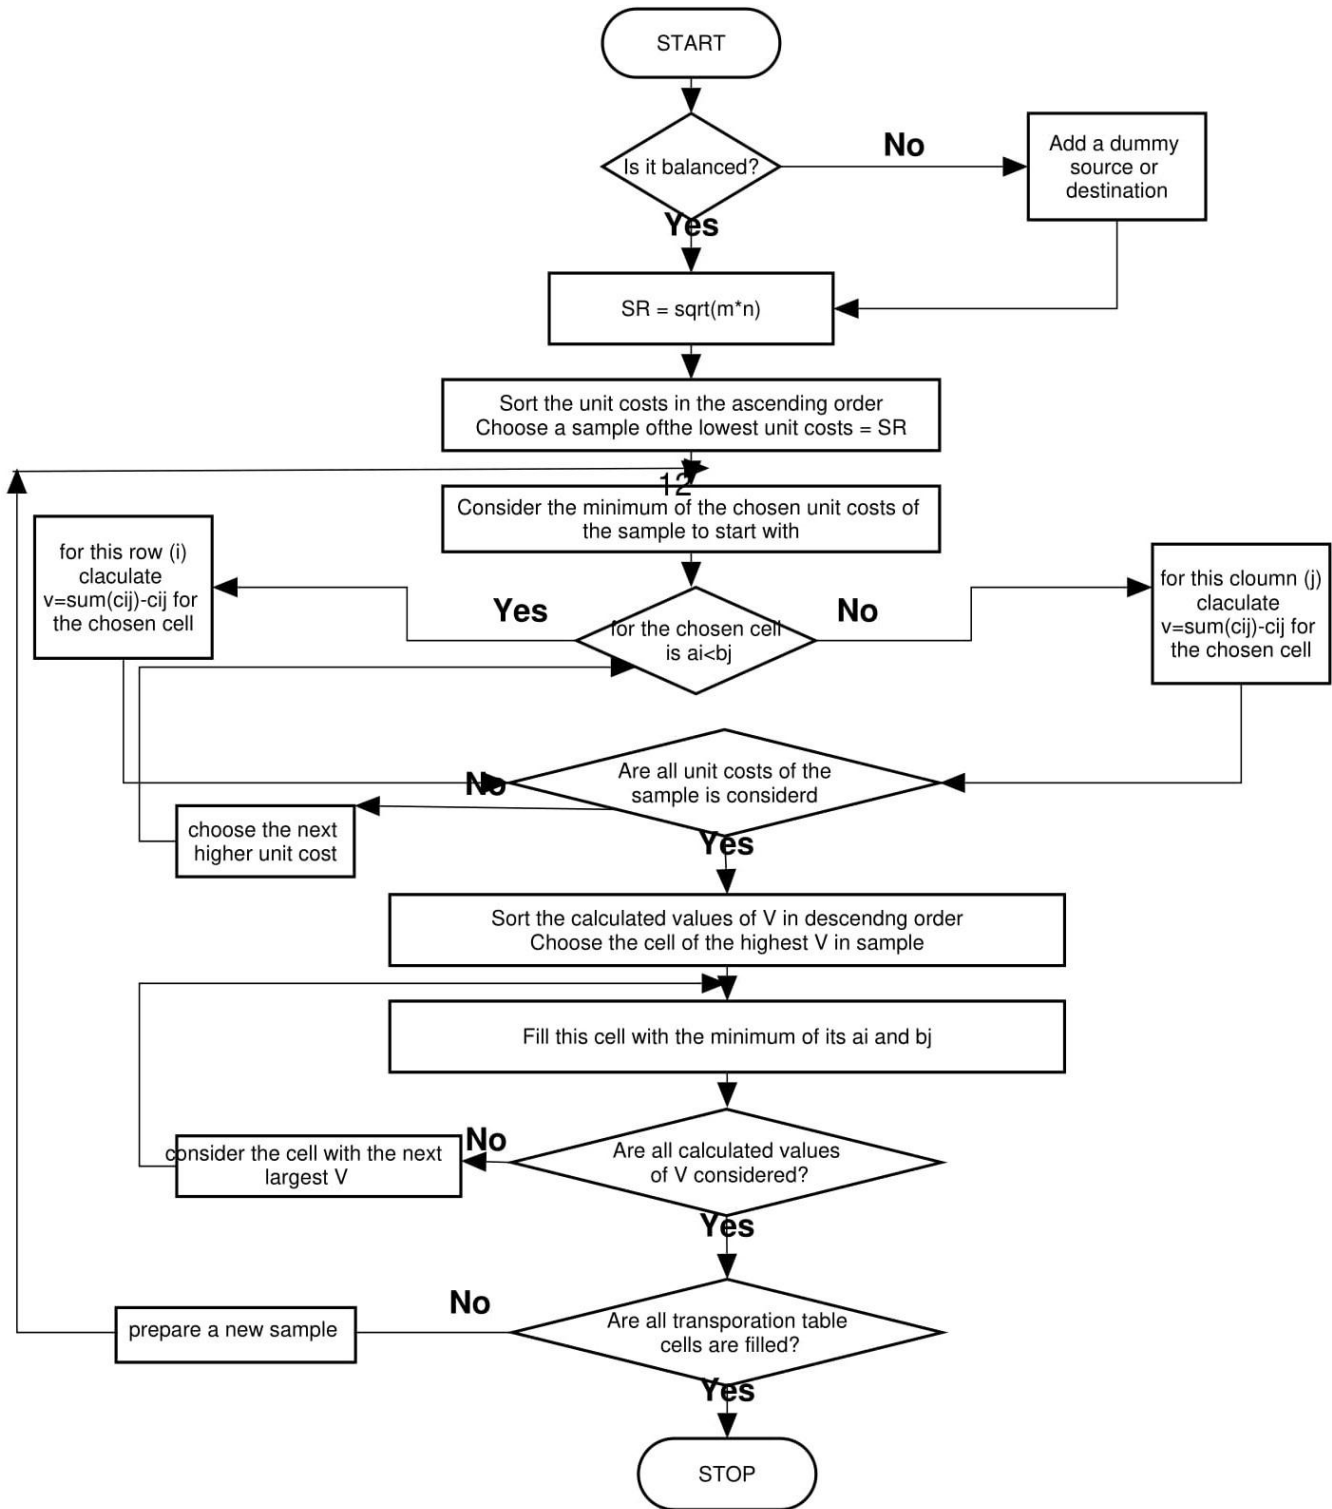 START
Is it balanced?
No
Add a dummy
source or
destination
Yes
SR = sqrt(m*n)
Sort the unit costs in the ascending order
Choose a sample ofthe lowest unit costs = SR
12
Consider the minimum of the chosen unit costs of
the sample to start with
for this row (i)
claculate
v=sum(cij)-cij for
the chosen cell
Yes
for the chosen cell
is ai<bj
No
for this cloumn (j)
claculate
v=sum(cij)-cij for
the chosen cell
Are all unit costs of the
sample is considerd
No
choose the next
higher unit cost
Yes
Sort the calculated values of V in descendng order
Choose the cell of the highest V in sample
Fill this cell with the minimum of its ai and bj
Are all calculated values
of V considered?
No
consider the cell with the next
largest V
Yes
Are all transporation table
cells are filled?
No
prepare a new sample
Yes
STOP